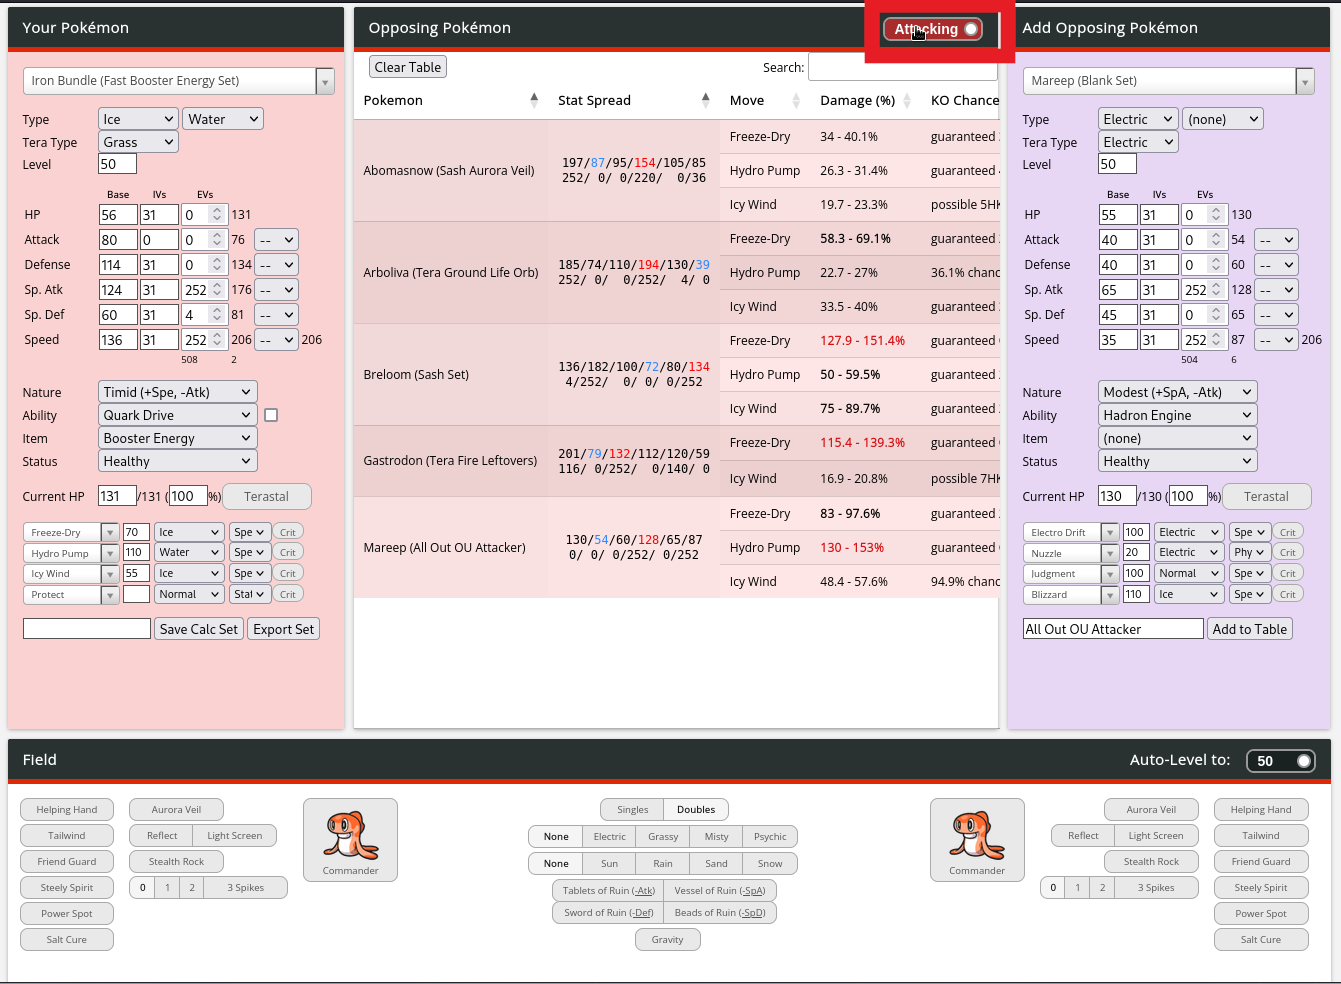 Your Pokémon
Iron Bundle (Fast Booster Energy Set)
Type Ice Water
Tera Type Grass
Level 50
Base IVs EVs
HP 56 31 0 131
Attack 80 0 0 76 --
Defense 114 31 0 134 --
Sp. Atk 124 31 252 176 --
Sp. Def 60 31 4 81 --
Speed 136 31 252 206 -- 206
508 2
Nature Timid (+Spe, -Atk)
Ability Quark Drive
Item Booster Energy
Status Healthy
Current HP 131 /131 ( 100 %) Terastal
Freeze-Dry 70 Ice Spe Crit
Hydro Pump 110 Water Spe Crit
Icy Wind 55 Ice Spe Crit
Protect Normal Stat Crit
Save Calc Set Export Set
Opposing Pokémon
Attacking
Clear Table Search:
Pokemon Stat Spread Move Damage (%) KO Chance
Abomasnow (Sash Aurora Veil)
197/87/95/154/105/85
252/ 0/ 0/220/ 0/36
Freeze-Dry 34 - 40.1% guaranteed
Hydro Pump 26.3 - 31.4% guaranteed
Icy Wind 19.7 - 23.3% possible 5HK
Arboliva (Tera Ground Life Orb)
185/74/110/194/130/39
252/ 0/ 0/252/ 4/ 0
Freeze-Dry 58.3 - 69.1% guaranteed
Hydro Pump 22.7 - 27% 36.1% chanc
Icy Wind 33.5 - 40% guaranteed
Breloom (Sash Set)
136/182/100/72/80/134
4/252/ 0/ 0/ 0/252
Freeze-Dry 127.9 - 151.4% guaranteed
Hydro Pump 50 - 59.5% guaranteed
Icy Wind 75 - 89.7% guaranteed
Gastrodon (Tera Fire Leftovers)
201/79/132/112/120/59
116/ 0/252/ 0/140/ 0
Freeze-Dry 115.4 - 139.3% guaranteed
Icy Wind 16.9 - 20.8% possible 7HK
Mareep (All Out OU Attacker)
130/54/60/128/65/87
0/ 0/ 0/252/ 0/252
Freeze-Dry 83 - 97.6% guaranteed
Hydro Pump 130 - 153% guaranteed
Icy Wind 48.4 - 57.6% 94.9% chanc
Add Opposing Pokémon
Mareep (Blank Set)
Type Electric (none)
Tera Type Electric
Level 50
Base IVs EVs
HP 55 31 0 130
Attack 40 31 0 54 --
Defense 40 31 0 60 --
Sp. Atk 65 31 252 128 --
Sp. Def 45 31 0 65 --
Speed 35 31 252 87 -- 206
504 6
Nature Modest (+SpA, -Atk)
Ability Hadron Engine
Item (none)
Status Healthy
Current HP 130 /130 ( 100 %) Terastal
Electro Drift 100 Electric Spe Crit
Nuzzle 20 Electric Phy Crit
Judgment 100 Normal Spe Crit
Blizzard 110 Ice Spe Crit
All Out OU Attacker Add to Table
Field Auto-Level to: 50
Helping Hand Aurora Veil
Tailwind Reflect Light Screen
Friend Guard Stealth Rock
Steely Spirit 0 1 2 3 Spikes
Power Spot
Salt Cure
Commander
Singles Doubles
None Electric Grassy Misty Psychic
None Sun Rain Sand Snow
Tablets of Ruin (-Atk) Vessel of Ruin (-SpA)
Sword of Ruin (-Def) Beads of Ruin (-SpD)
Gravity
Commander
Aurora Veil Helping Hand
Reflect Light Screen Tailwind
Stealth Rock Friend Guard
0 1 2 3 Spikes Steely Spirit
Power Spot
Salt Cure